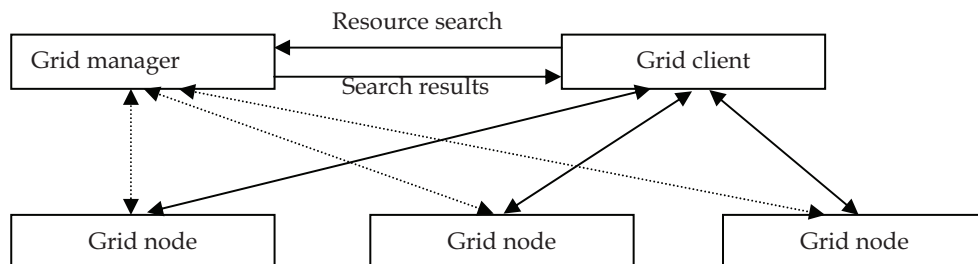 Resource search
Grid manager
Grid client
Search results
Grid node
Grid node
Grid node